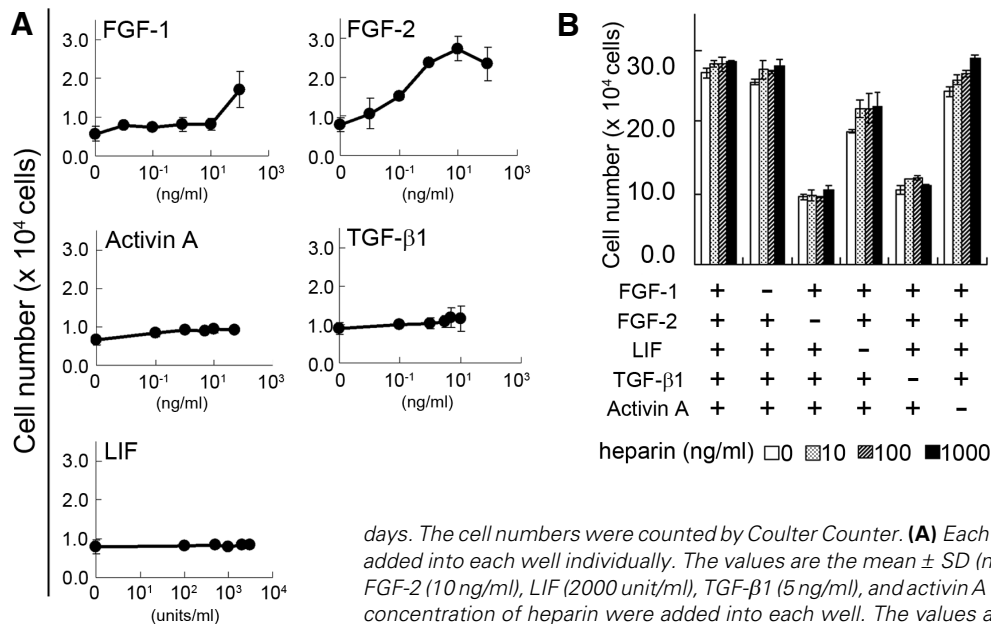 A
B
Cell number (x 10⁴ cells)
FGF-1
3.0
2.0
1.0
0.0
0 10⁻¹ 10¹ 10³
(ng/ml)
FGF-2
3.0
2.0
1.0
0.0
0 10⁻¹ 10¹ 10³
(ng/ml)
Activin A
3.0
2.0
1.0
0.0
0 10⁻¹ 10¹ 10³
(ng/ml)
TGF-β1
3.0
2.0
1.0
0.0
0 10⁻¹ 10¹ 10³
(ng/ml)
LIF
3.0
2.0
1.0
0.0
0 10¹ 10² 10³ 10⁴
(units/ml)
Cell number (x 10⁴ cells)
30.0
20.0
10.0
0.0
FGF-1 + – + + + +
FGF-2 + + – + + +
LIF + + + – + +
TGF-β1 + + + + – +
Activin A + + + + + –
heparin (ng/ml) 0 10 100 1000
days. The cell numbers were counted by Coulter Counter. (A) Each
added into each well individually. The values are the mean ± SD (n
FGF-2 (10 ng/ml), LIF (2000 unit/ml), TGF-β1 (5 ng/ml), and activin A
concentration of heparin were added into each well. The values a